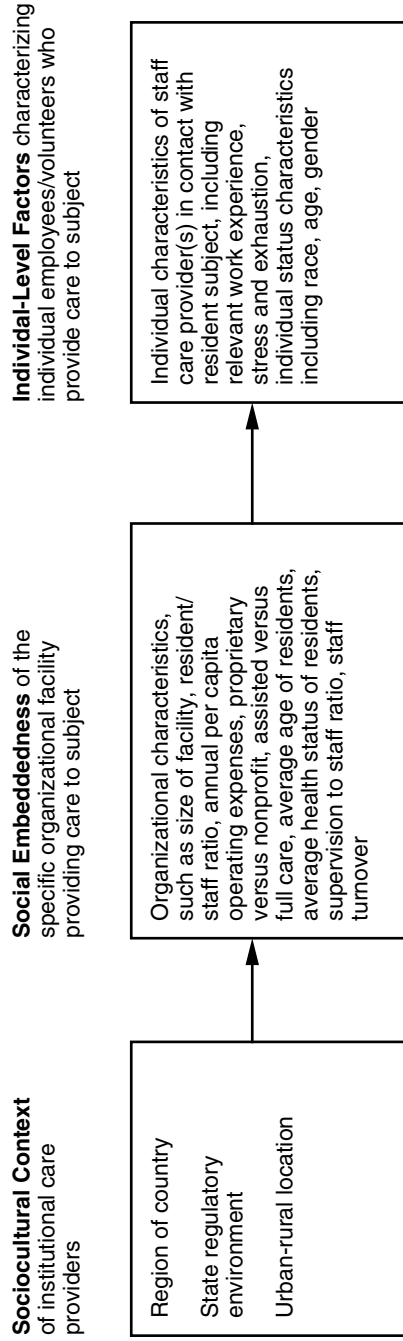 Sociocultural Context
of institutional care
providers
Region of country
State regulatory
environment
Urban-rural location
Social Embeddedness of the
specific organizational facility
providing care to subject
Organizational characteristics,
such as size of facility, resident/
staff ratio, annual per capita
operating expenses, proprietary
versus nonprofit, assisted versus
full care, average age of residents,
average health status of residents,
supervision to staff ratio, staff
turnover
Individal-Level Factors characterizing
individual employees/volunteers who
provide care to subject
Individual characteristics of staff
care provider(s) in contact with
resident subject, including
relevant work experience,
stress and exhaustion,
individual status characteristics
including race, age, gender